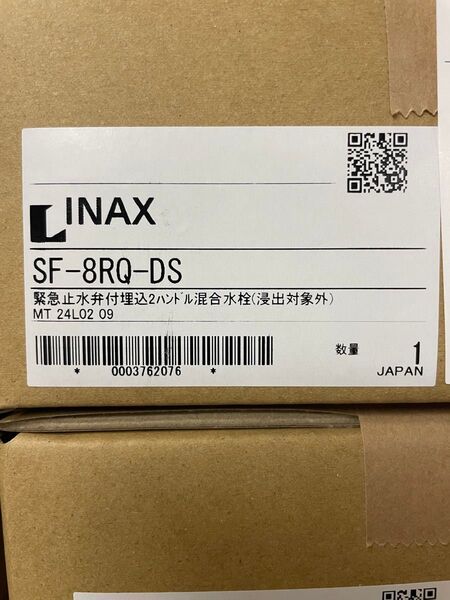 INAX
SF-8RQ-DS
緊急止水弁付埋込2ﾊﾝﾄﾞﾙ混合水栓(浸出対象外)
MT 24L02 09
* 0003762076 *
数量 1
JAPAN